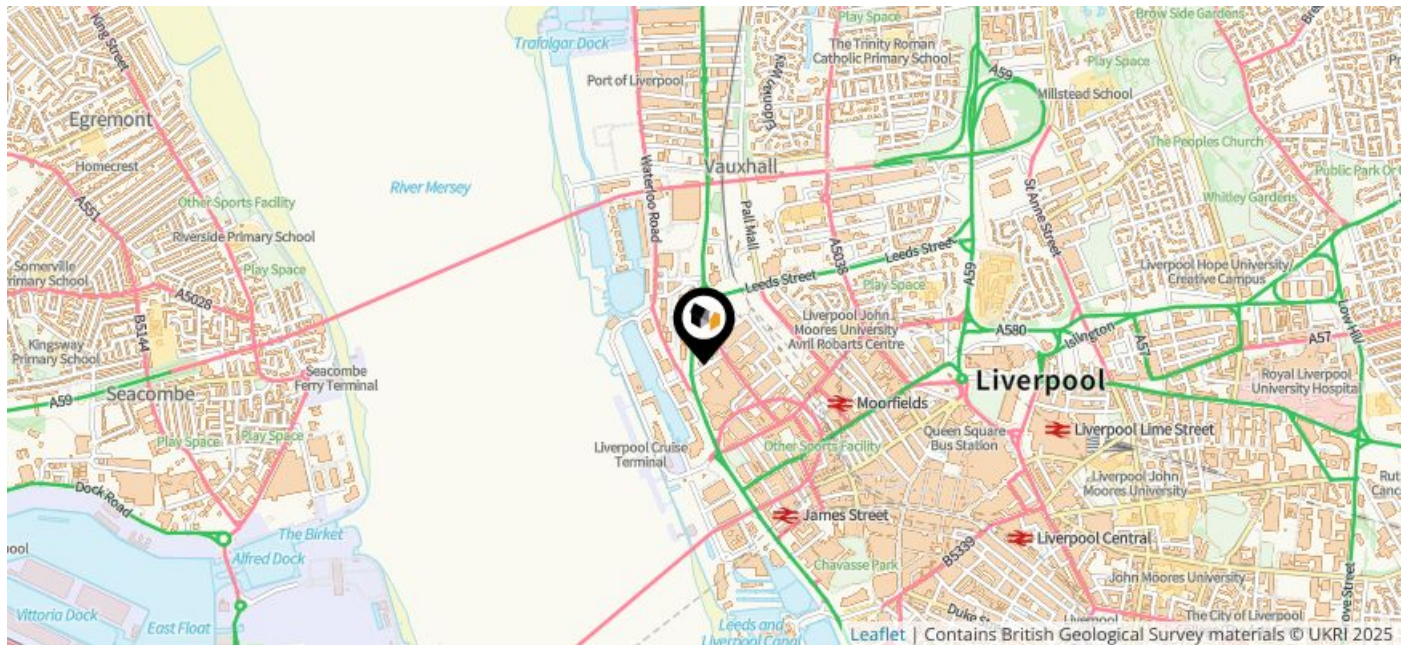 King Street
Trafalgar Dock
Play Space
Brow Side Gardens
The Trinity Roman
Catholic Primary School
A59
Play Space
Port of Liverpool
Millstead School
Egremont
Homecrest
River Mersey
Waterloo Road
Vauxhall
The Peoples Church
A551
Other Sports Facility
Riverside Primary School
Pall Mall
St Anne Street
Whitley Gardens
Public Park Or
Somerville
Primary School
Play Space
A5038
Leeds Street
A59
Liverpool Hope University
Creative Campus
A5028
Leeds Street
Play Space
B5144
Liverpool John
Moores University
Avril Robarts Centre
A580
Islington
A57
A57
Low Hill
Kingsway
Primary School
Seacombe
Ferry Terminal
Seacombe
A59
Liverpool
Royal Liverpool
University Hospital
Moorfields
Play Space
Play Space
Liverpool Cruise
Terminal
Other Sports Facility
Queen Square
Bus Station
Liverpool Lime Street
Dock Road
Liverpool John
Moores University
The Birket
Alfred Dock
James Street
Liverpool Central
B5339
Chavasse Park
John Moores University
Vittoria Dock
East Float
Leeds and
Liverpool Canal
Duke St
Liverpool
The City of Liverpool
Leaflet | Contains British Geological Survey materials © UKRI 2025